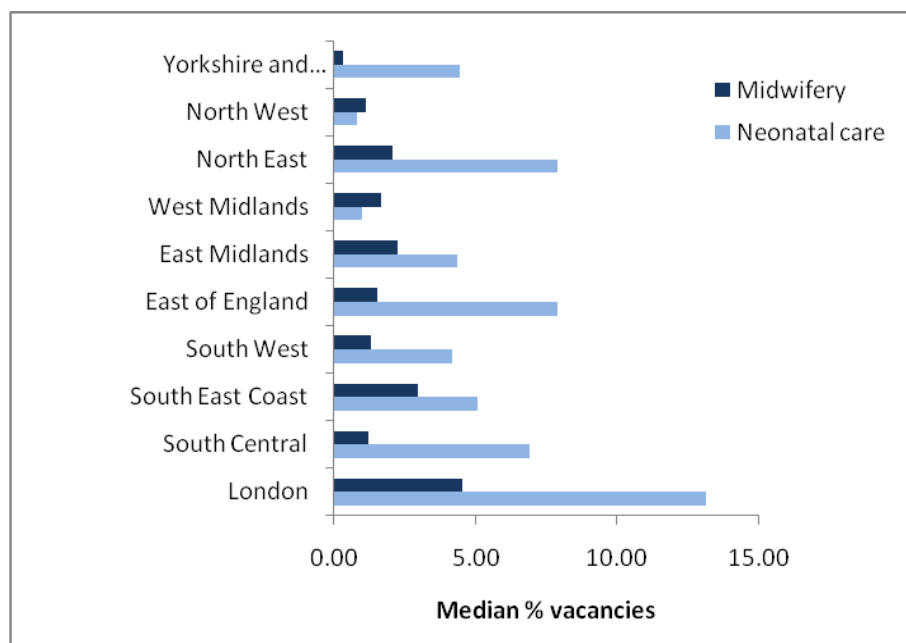 Yorkshire and...
North West
North East
West Midlands
East Midlands
East of England
South West
South East Coast
South Central
London
Midwifery
Neonatal care
0.00 5.00 10.00 15.00
Median % vacancies